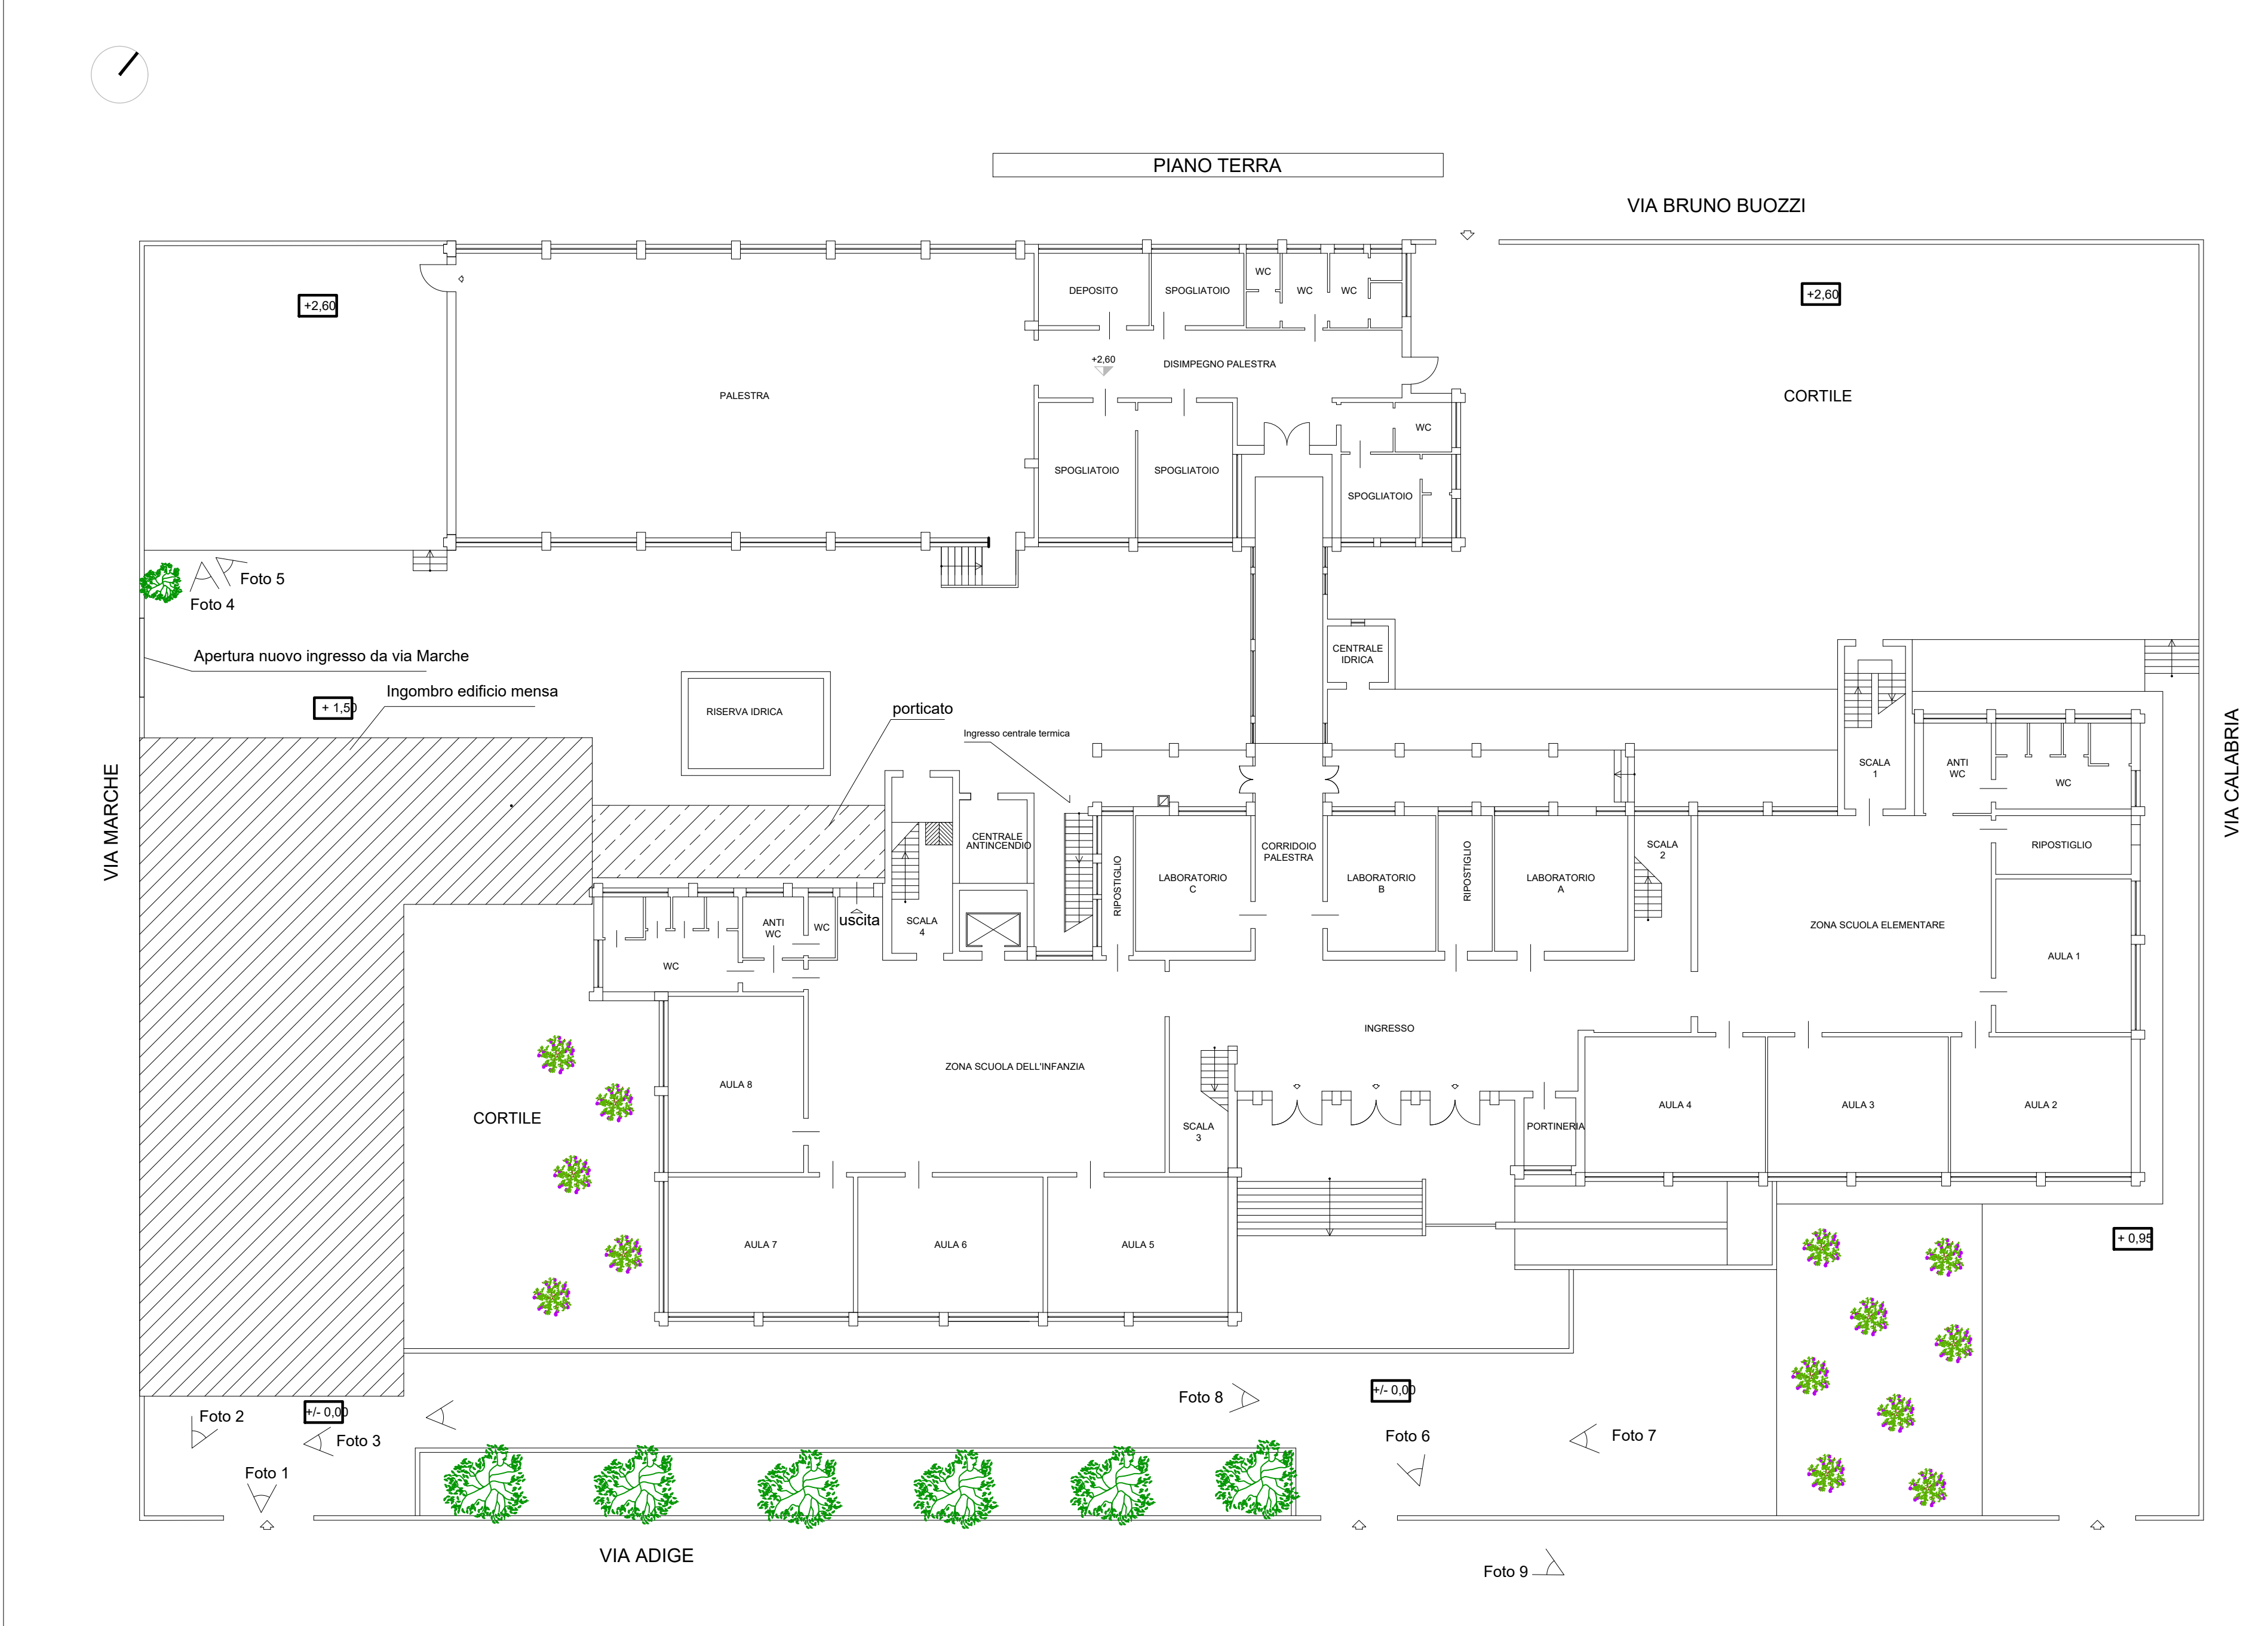 PIANO TERRA
VIA BRUNO BUOZZI
+2,60
+2,60
DEPOSITO
SPOGLIATOIO
WC
WC
WC
+2,60
DISIMPEGNO PALESTRA
PALESTRA
CORTILE
WC
SPOGLIATOIO
SPOGLIATOIO
SPOGLIATOIO
Foto 5
Foto 4
Apertura nuovo ingresso da via Marche
Ingombro edificio mensa
+ 1,50
RISERVA IDRICA
porticato
Ingresso centrale termica
CENTRALE
IDRICA
VIA MARCHE
VIA CALABRIA
SCALA
1
ANTI
WC
WC
CENTRALE
ANTINCENDIO
RIPOSTIGLIO
LABORATORIO
C
CORRIDOIO
PALESTRA
LABORATORIO
B
RIPOSTIGLIO
LABORATORIO
A
SCALA
2
RIPOSTIGLIO
ANTI
WC
WC
uscita
SCALA
4
WC
ZONA SCUOLA ELEMENTARE
AULA 1
INGRESSO
ZONA SCUOLA DELL'INFANZIA
AULA 8
CORTILE
SCALA
3
PORTINERIA
AULA 4
AULA 3
AULA 2
AULA 7
AULA 6
AULA 5
+ 0,95
Foto 2
+/- 0,00
Foto 3
Foto 1
Foto 8
+/- 0,00
Foto 6
Foto 7
VIA ADIGE
Foto 9